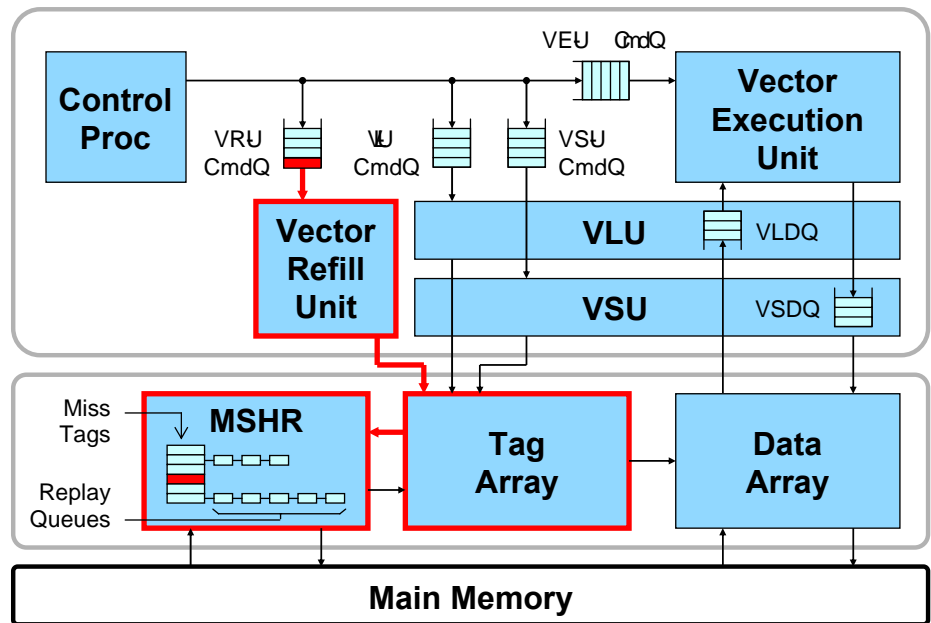 VEU-CmdQ
Control
Proc
Vector
Execution
Unit
VRU-
CmdQ
VLU-
CmdQ
VSU-
CmdQ
Vector
Refill
Unit
VLU
VLDQ
VSU
VSDQ
Miss
Tags
MSHR
Replay
Queues
Tag
Array
Data
Array
Main Memory